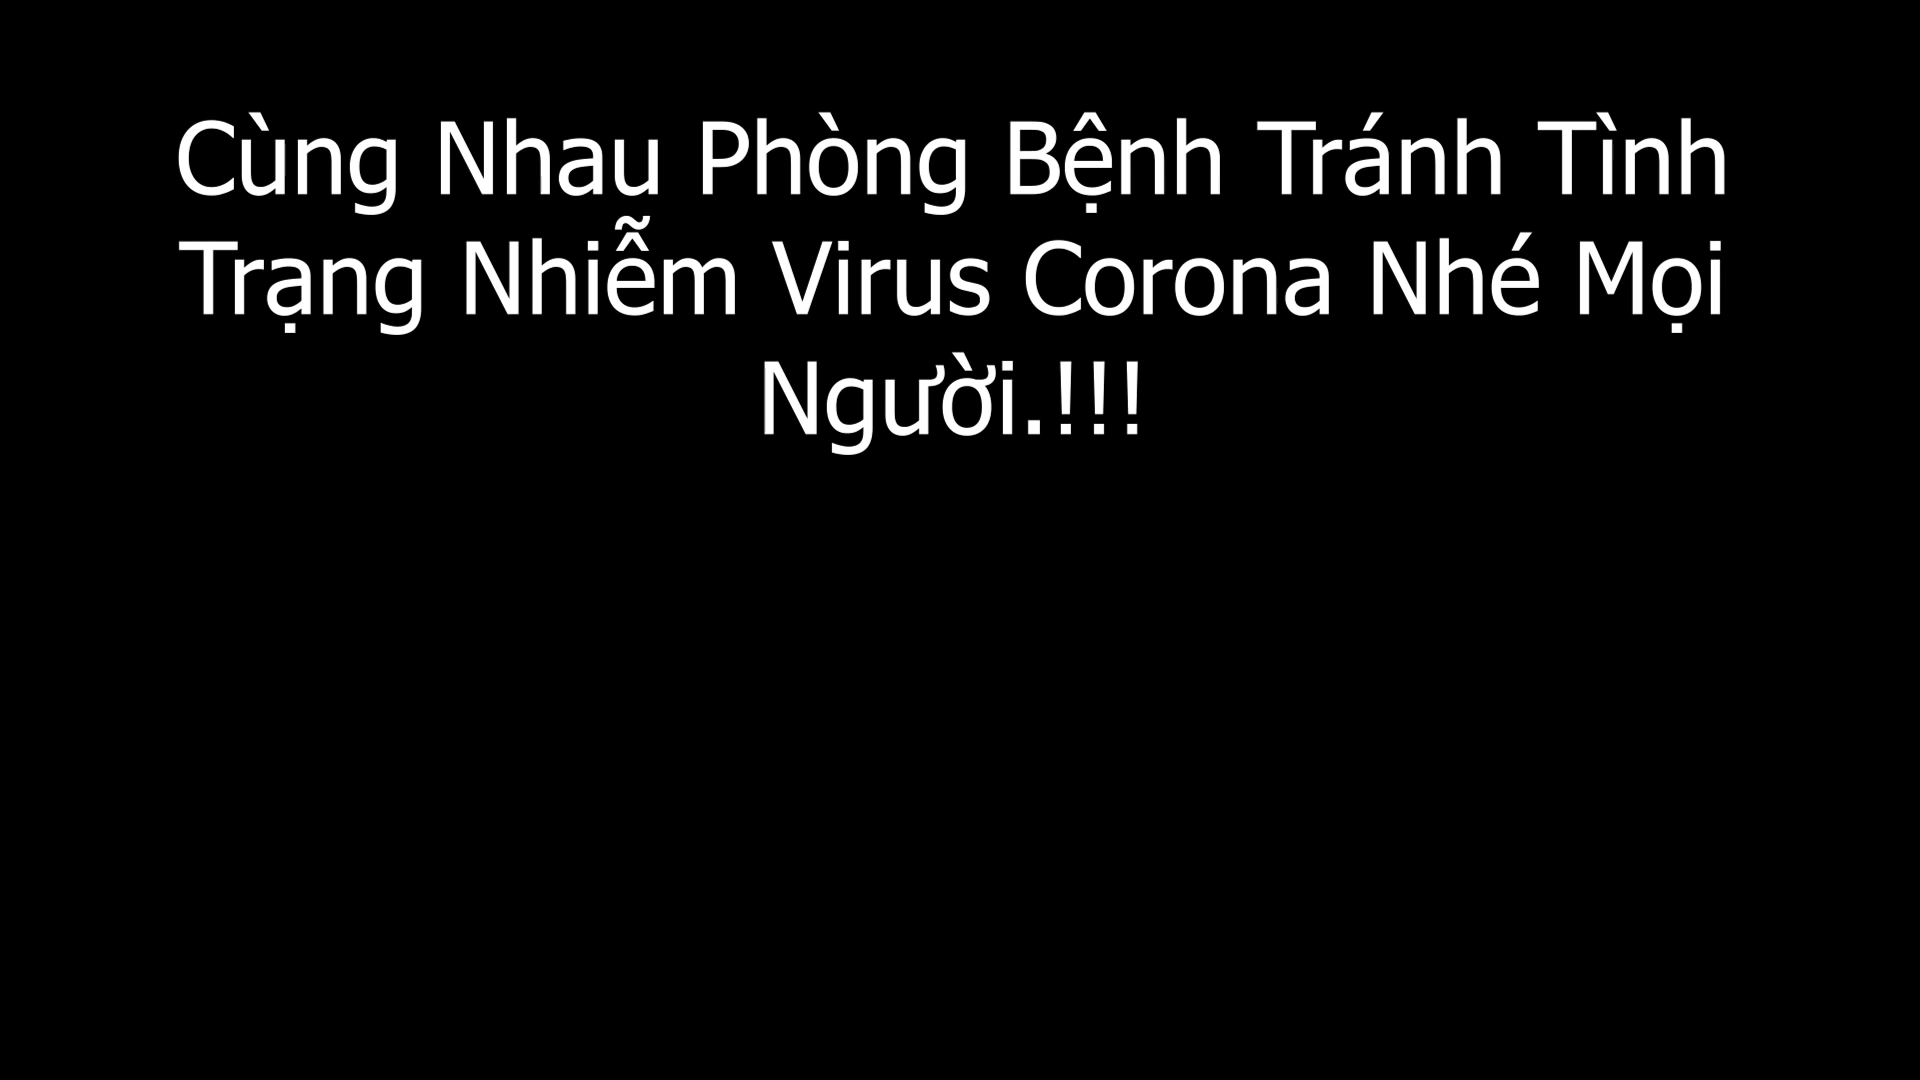 Cùng Nhau Phòng Bệnh Tránh Tình
Trạng Nhiễm Virus Corona Nhé Mọi
Người.!!!